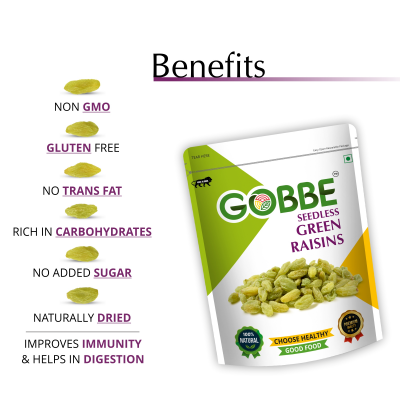 Benefits
NON GMO
GLUTEN FREE
NO TRANS FAT
RICH IN CARBOHYDRATES
NO ADDED SUGAR
NATURALLY DRIED
IMPROVES IMMUNITY
& HELPS IN DIGESTION
GOBBE
SEEDLESS
GREEN
RAISINS
100%
NATURAL
PREMIUM
CHOOSE HEALTHY
GOOD FOOD